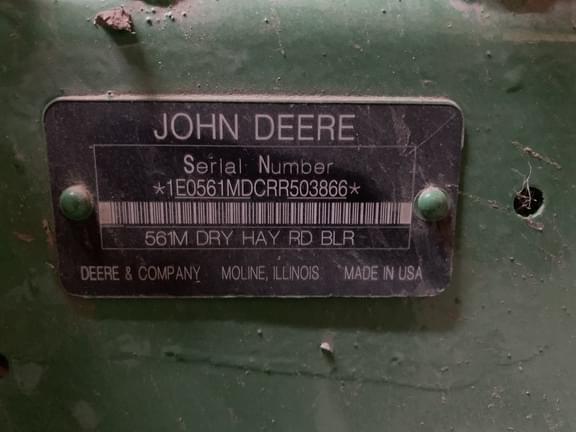 JOHN DEERE
Serial Number
*1E0561MDCRR503866*
561M DRY HAY RD BLR
DEERE & COMPANY MOLINE, ILLINOIS MADE IN USA